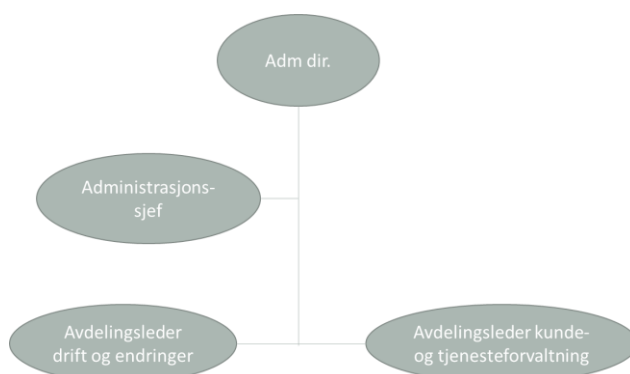 Adm dir.
Administrasjons-
sjef
Avdelingsleder
drift og endringer
Avdelingsleder kunde-
og tjenesteforvaltning